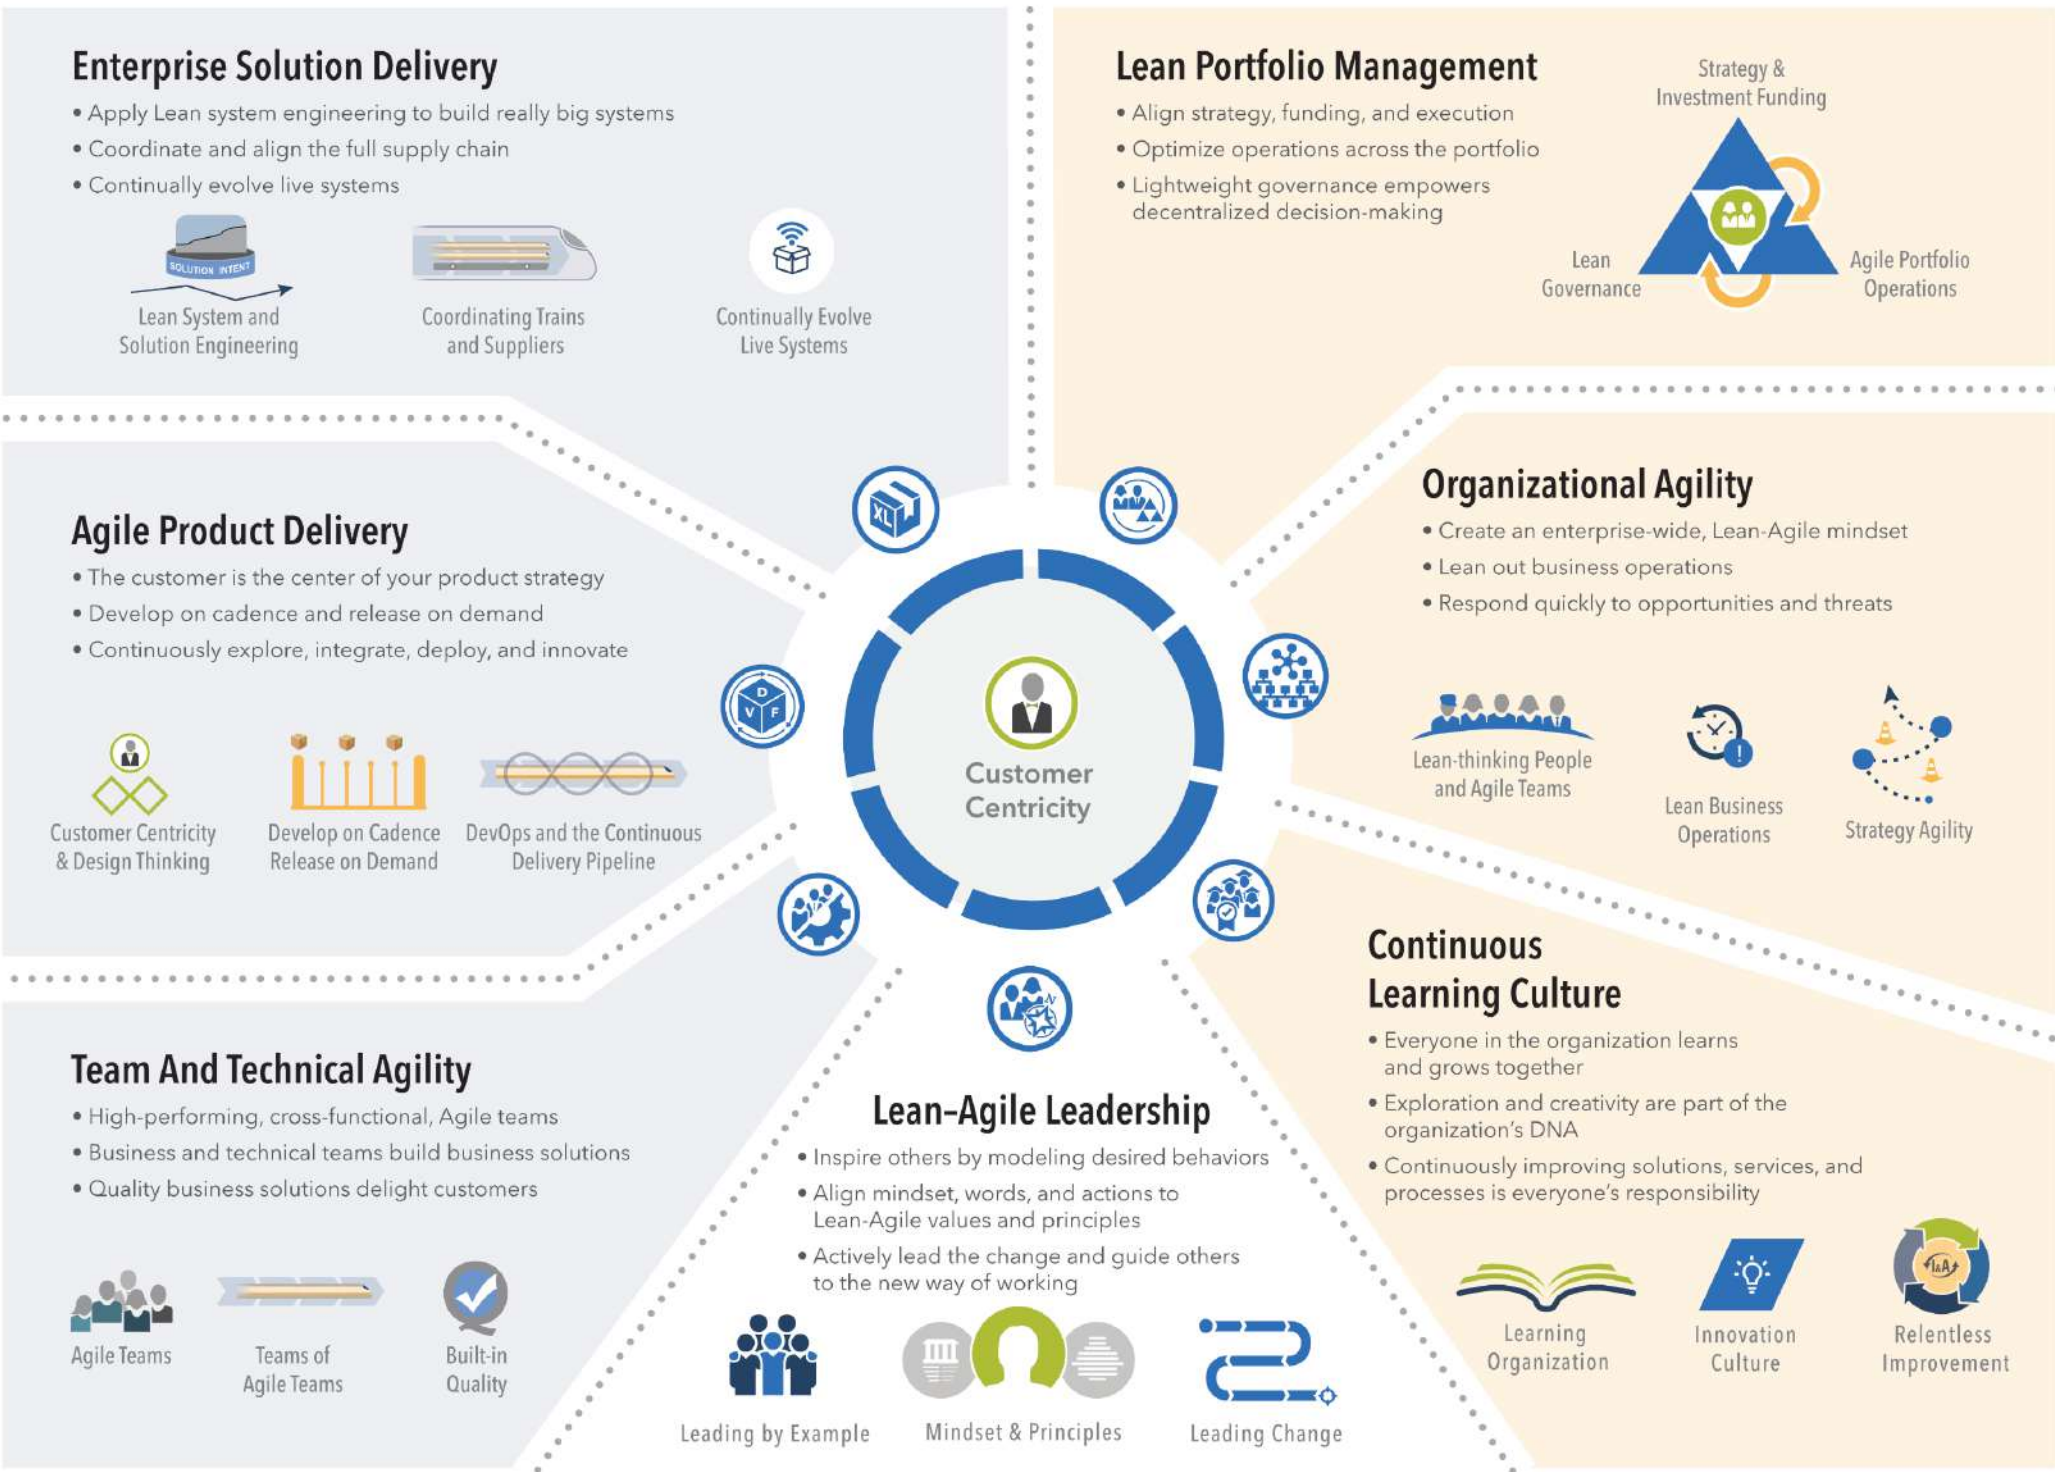 Enterprise Solution Delivery
• Apply Lean system engineering to build really big systems
• Coordinate and align the full supply chain
• Continually evolve live systems
SOLUTION INTENT
Lean System and
Solution Engineering
Coordinating Trains
and Suppliers
Continually Evolve
Live Systems
Lean Portfolio Management
• Align strategy, funding, and execution
• Optimize operations across the portfolio
• Lightweight governance empowers
decentralized decision-making
Strategy &
Investment Funding
Lean
Governance
Agile Portfolio
Operations
Agile Product Delivery
• The customer is the center of your product strategy
• Develop on cadence and release on demand
• Continuously explore, integrate, deploy, and innovate
Customer Centricity
& Design Thinking
Develop on Cadence
Release on Demand
DevOps and the Continuous
Delivery Pipeline
XL
D
V F
Customer
Centricity
N
Organizational Agility
• Create an enterprise-wide, Lean-Agile mindset
• Lean out business operations
• Respond quickly to opportunities and threats
Lean-thinking People
and Agile Teams
!
Lean Business
Operations
Strategy Agility
Team And Technical Agility
• High-performing, cross-functional, Agile teams
• Business and technical teams build business solutions
• Quality business solutions delight customers
Agile Teams
Teams of
Agile Teams
Built-in
Quality
Lean-Agile Leadership
• Inspire others by modeling desired behaviors
• Align mindset, words, and actions to
Lean-Agile values and principles
• Actively lead the change and guide others
to the new way of working
Leading by Example
Mindset & Principles
Leading Change
Continuous
Learning Culture
• Everyone in the organization learns
and grows together
• Exploration and creativity are part of the
organization's DNA
• Continuously improving solutions, services, and
processes is everyone's responsibility
Learning
Organization
Innovation
Culture
I&A
Relentless
Improvement